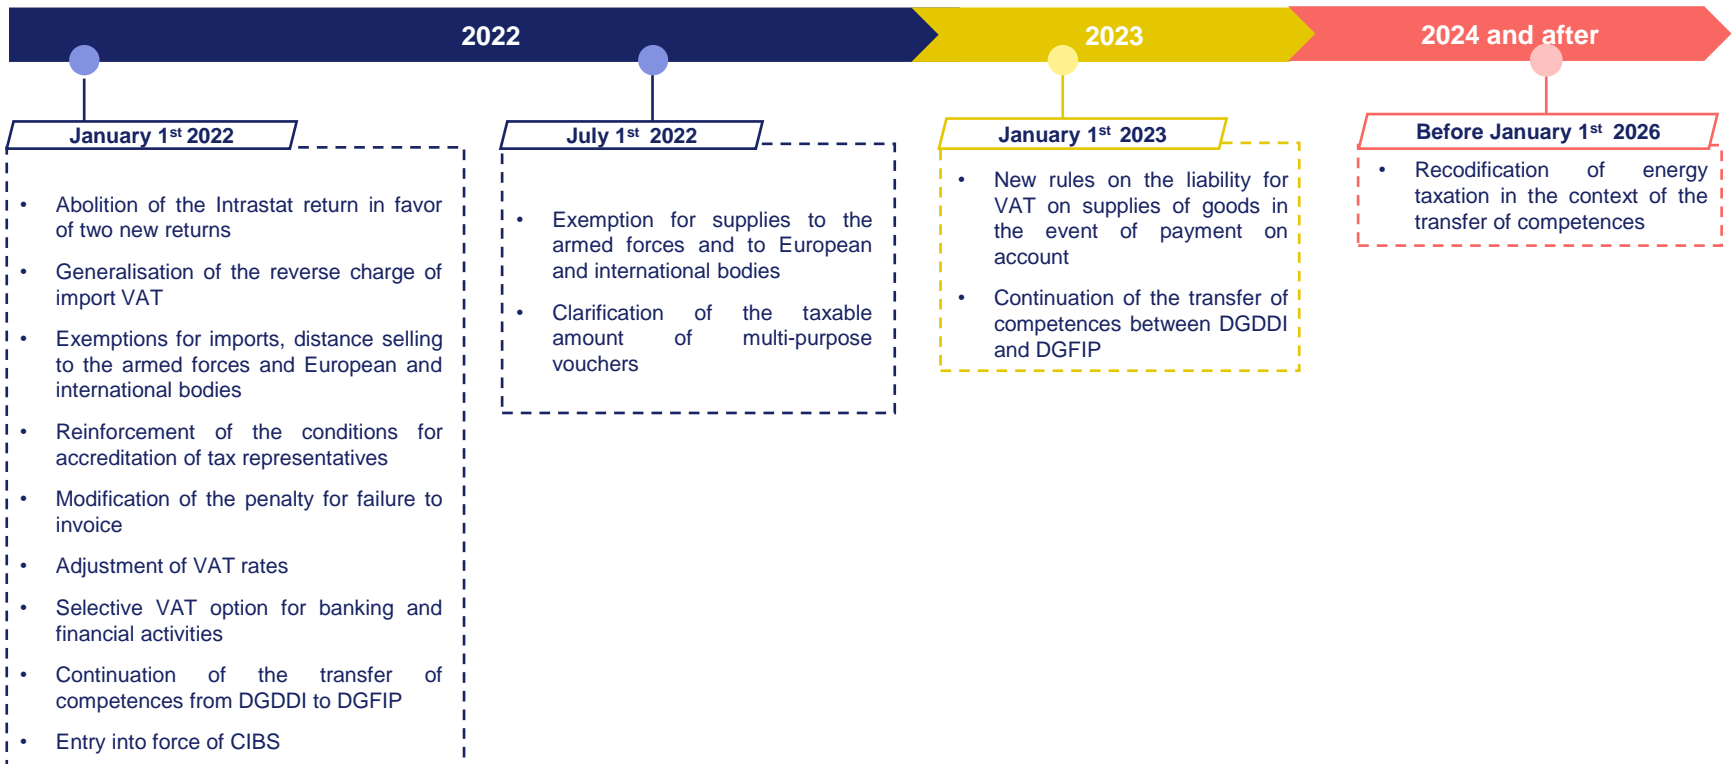 2022
2023
2024 and after
January 1st 2022
• Abolition of the Intrastat return in favor
of two new returns
• Generalisation of the reverse charge of
import VAT
• Exemptions for imports, distance selling
to the armed forces and European and
international bodies
• Reinforcement of the conditions for
accreditation of tax representatives
• Modification of the penalty for failure to
invoice
• Adjustment of VAT rates
• Selective VAT option for banking and
financial activities
• Continuation of the transfer of
competences from DGDDI to DGFIP
• Entry into force of CIBS
July 1st 2022
• Exemption for supplies to the
armed forces and to European
and international bodies
• Clarification of the taxable
amount of multi-purpose
vouchers
January 1st 2023
• New rules on the liability for
VAT on supplies of goods in
the event of payment on
account
• Continuation of the transfer of
competences between DGDDI
and DGFIP
Before January 1st 2026
• Recodification of energy
taxation in the context of the
transfer of competences